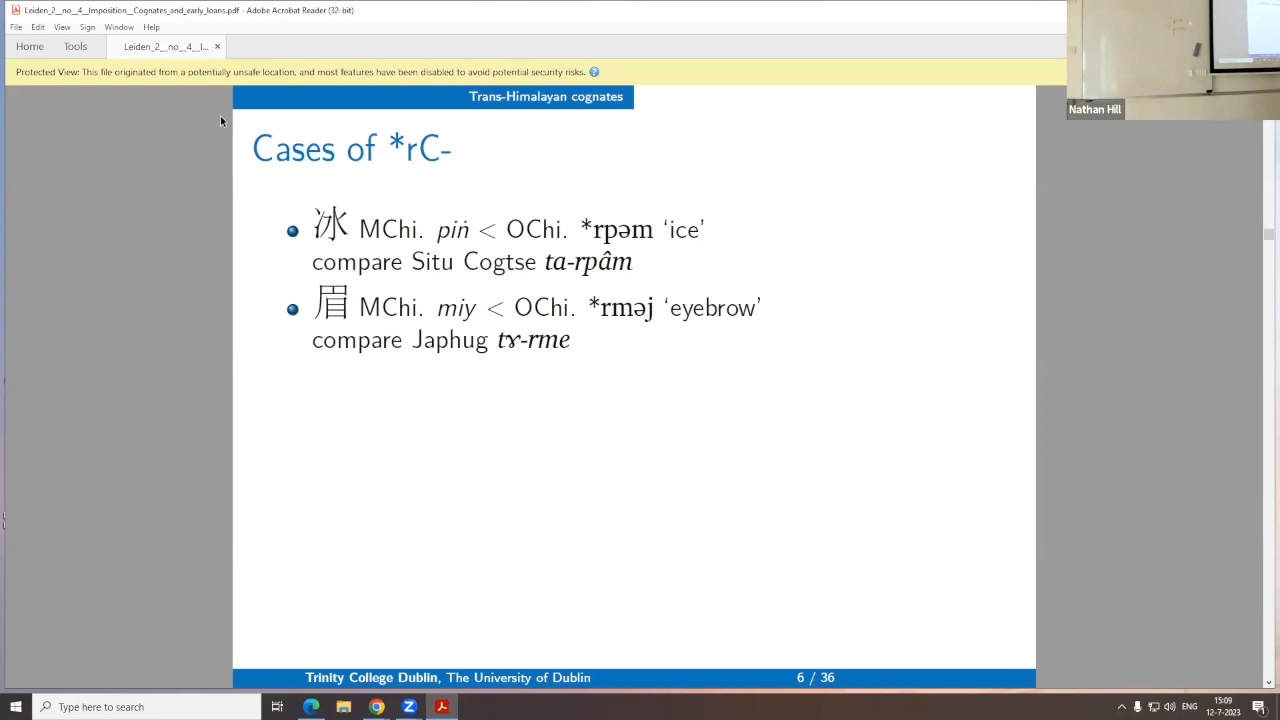 Leiden_2__no__4__Imposition_Cognates_and_early_loans.pdf - Adobe Acrobat Reader (32-bit)
File Edit View Sign Window Help
Home Tools Leiden_2__no__4__I... ×
Protected View: This file originated from a potentially unsafe location, and most features have been disabled to avoid potential security risks.
Nathan Hill
Trans-Himalayan cognates
Cases of *rC-
冰 MChi. piṅ < OChi. *rpəm ‘ice’
compare Situ Cogtse ta-rpâm
眉 MChi. miy < OChi. *rməj ‘eyebrow’
compare Japhug tɤ-rme
Trinity College Dublin, The University of Dublin 6 / 36
Type here to search
15:09
12-7-2023